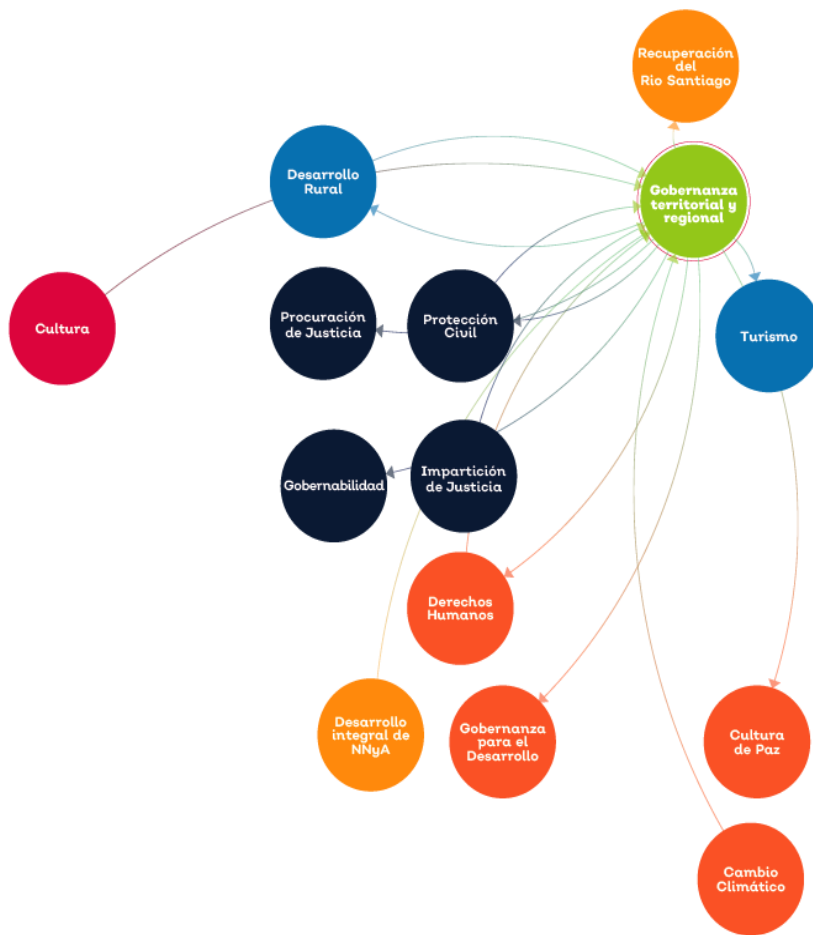 Recuperación
del
Rio Santiago
Desarrollo
Rural
Gobernanza
territorial y
regional
Cultura
Procuración
de Justicia
Protección
Civil
Turismo
Gobernabilidad
Impartición
de Justicia
Derechos
Humanos
Desarrollo
integral de
NNyA
Gobernanza
para el
Desarrollo
Cultura
de Paz
Cambio
Climático